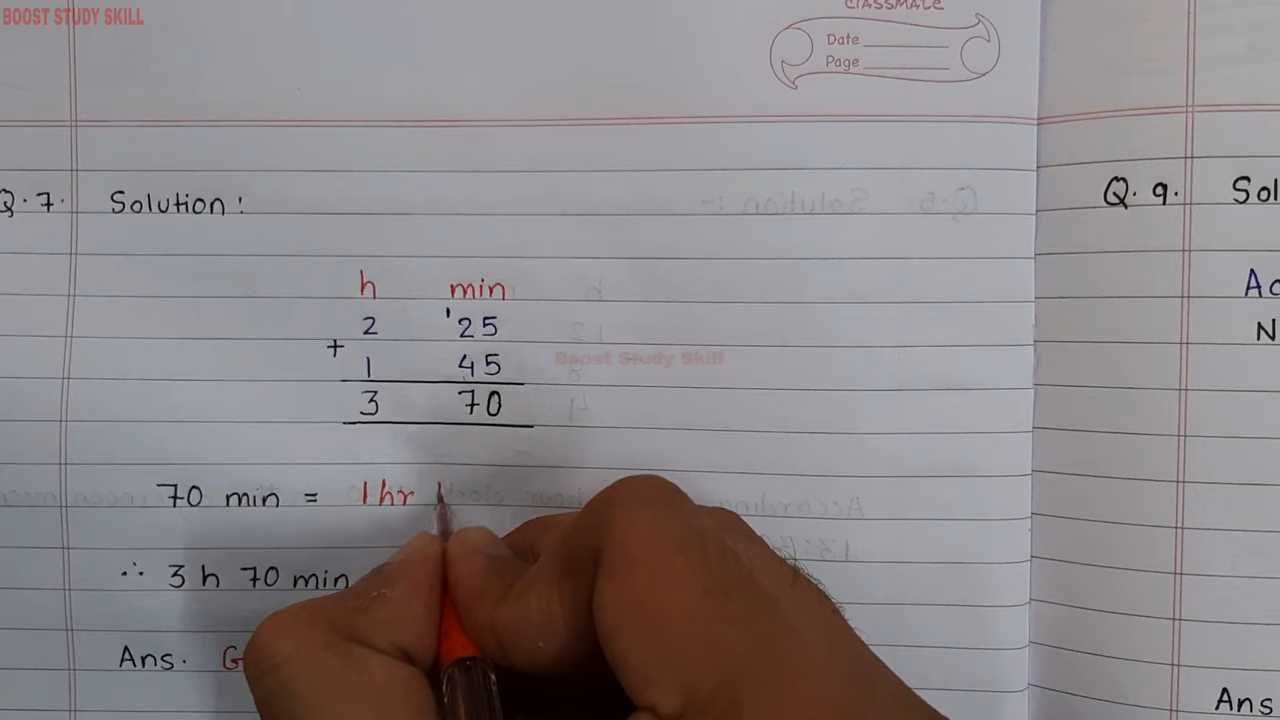 BOOST STUDY SKILL
CLASSMATE
Date
Page
Q.7. Solution:
h min
2 '25
+
1 45
Boost Study Skill
3 70
70 min = 1 hr 1
∴ 3 h 70 min
Ans. G
Q.9. Sol
Ac
N
Ans